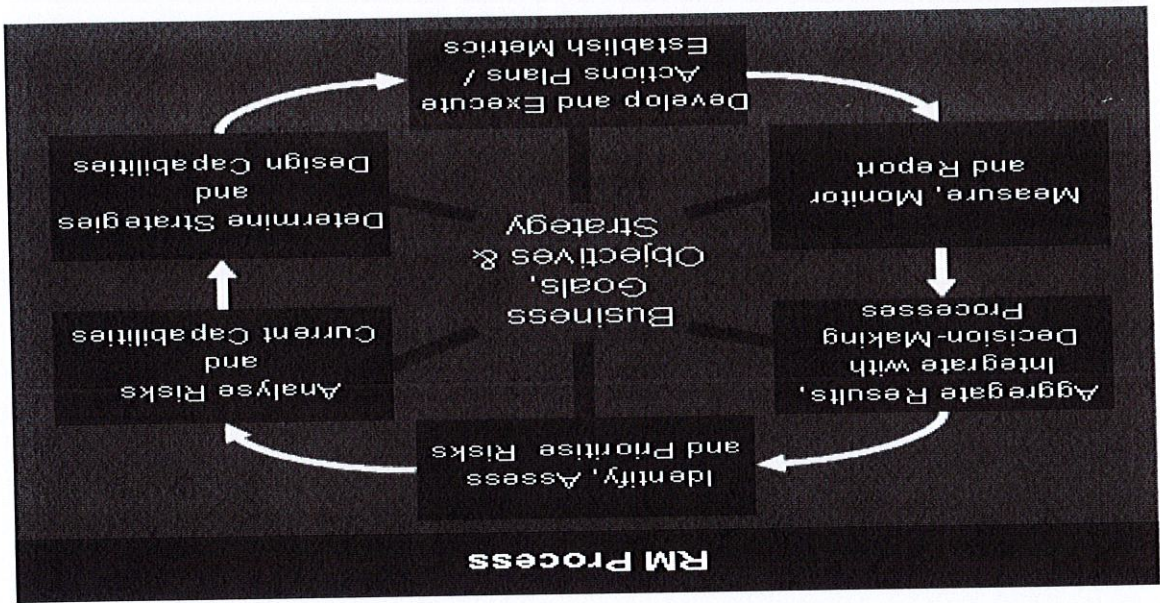 RM Process
Identify, Assess
and Prioritise Risks
Analyse Risks
and
Current Capabilities
Determine Strategies
and
Design Capabilities
Develop and Execute
Actions Plans /
Establish Metrics
Measure, Monitor
and Report
Aggregate Results,
Integrate with
Decision-Making
Processes
Business
Goals,
Objectives &
Strategy